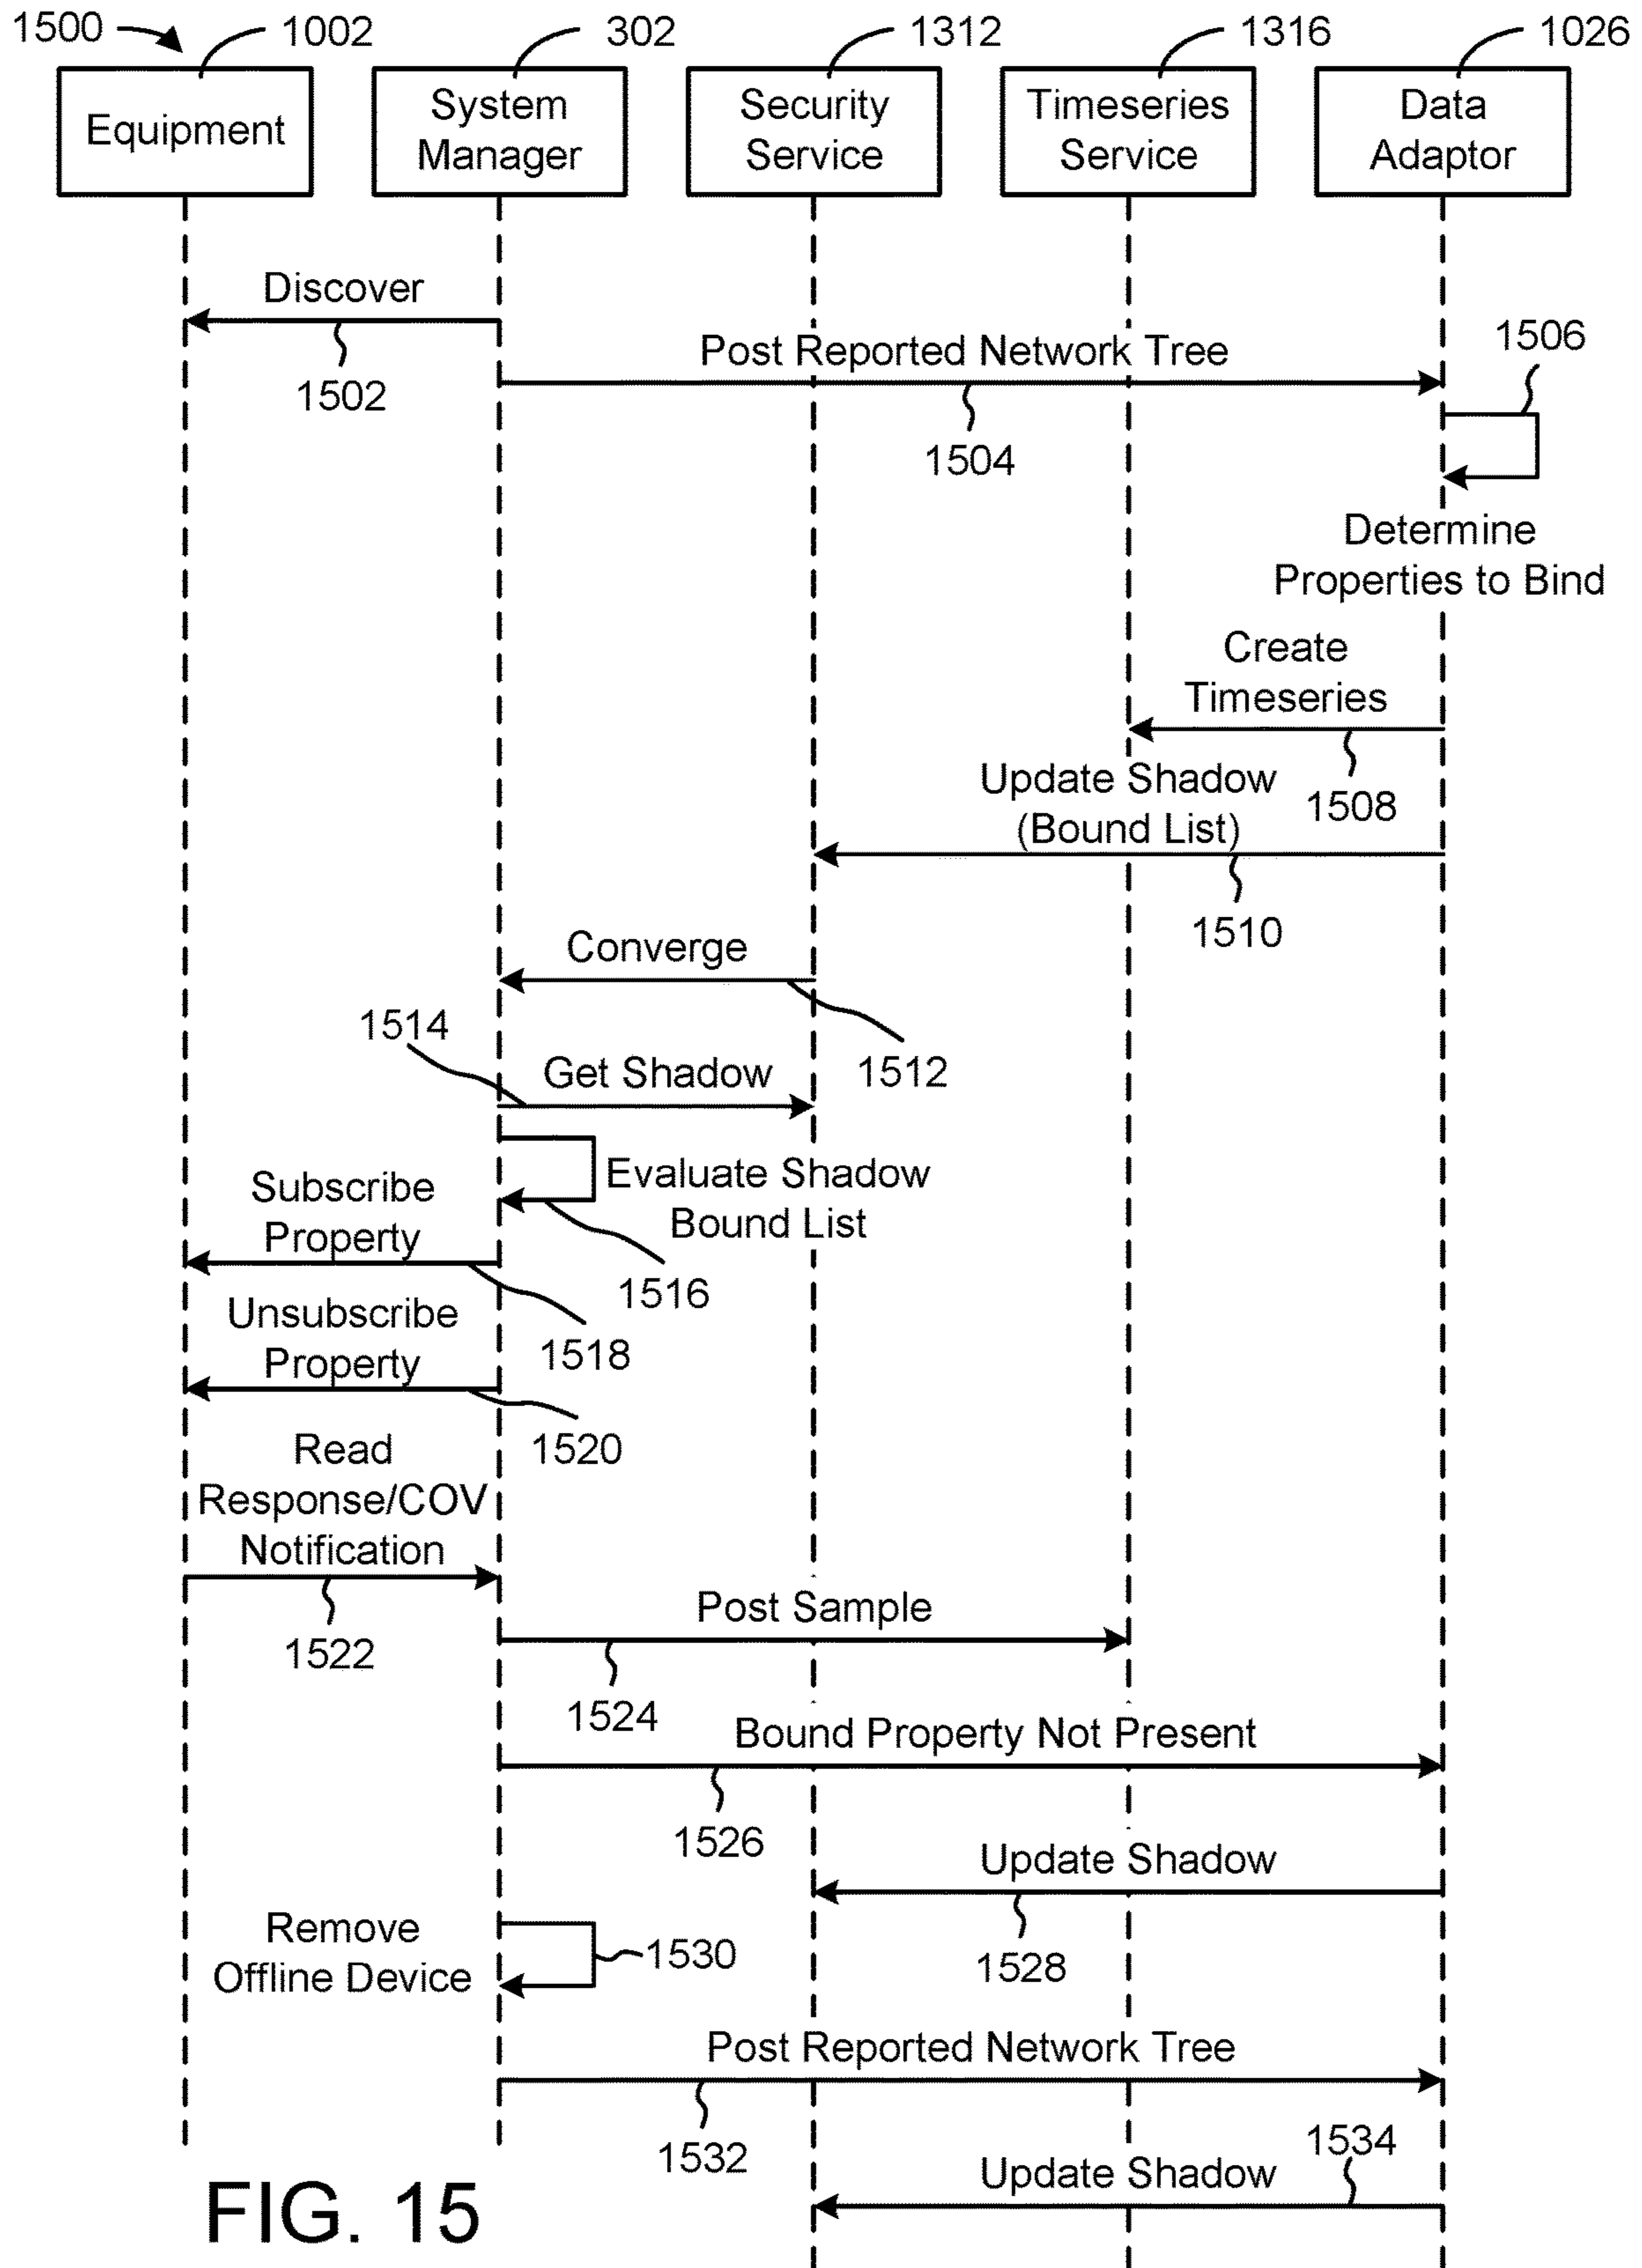 1500
1002
302
1312
1316
1026
Equipment
System
Manager
Security
Service
Timeseries
Service
Data
Adaptor
Discover
1502
Post Reported Network Tree
1504
1506
Determine
Properties to Bind
Create
Timeseries
1508
Update Shadow
(Bound List)
1510
Converge
1512
1514
Get Shadow
Evaluate Shadow
Bound List
1516
Subscribe
Property
1518
Unsubscribe
Property
1520
Read
Response/COV
Notification
1522
Post Sample
1524
Bound Property Not Present
1526
Update Shadow
1528
Remove
Offline Device
1530
Post Reported Network Tree
1532
1534
Update Shadow
FIG. 15